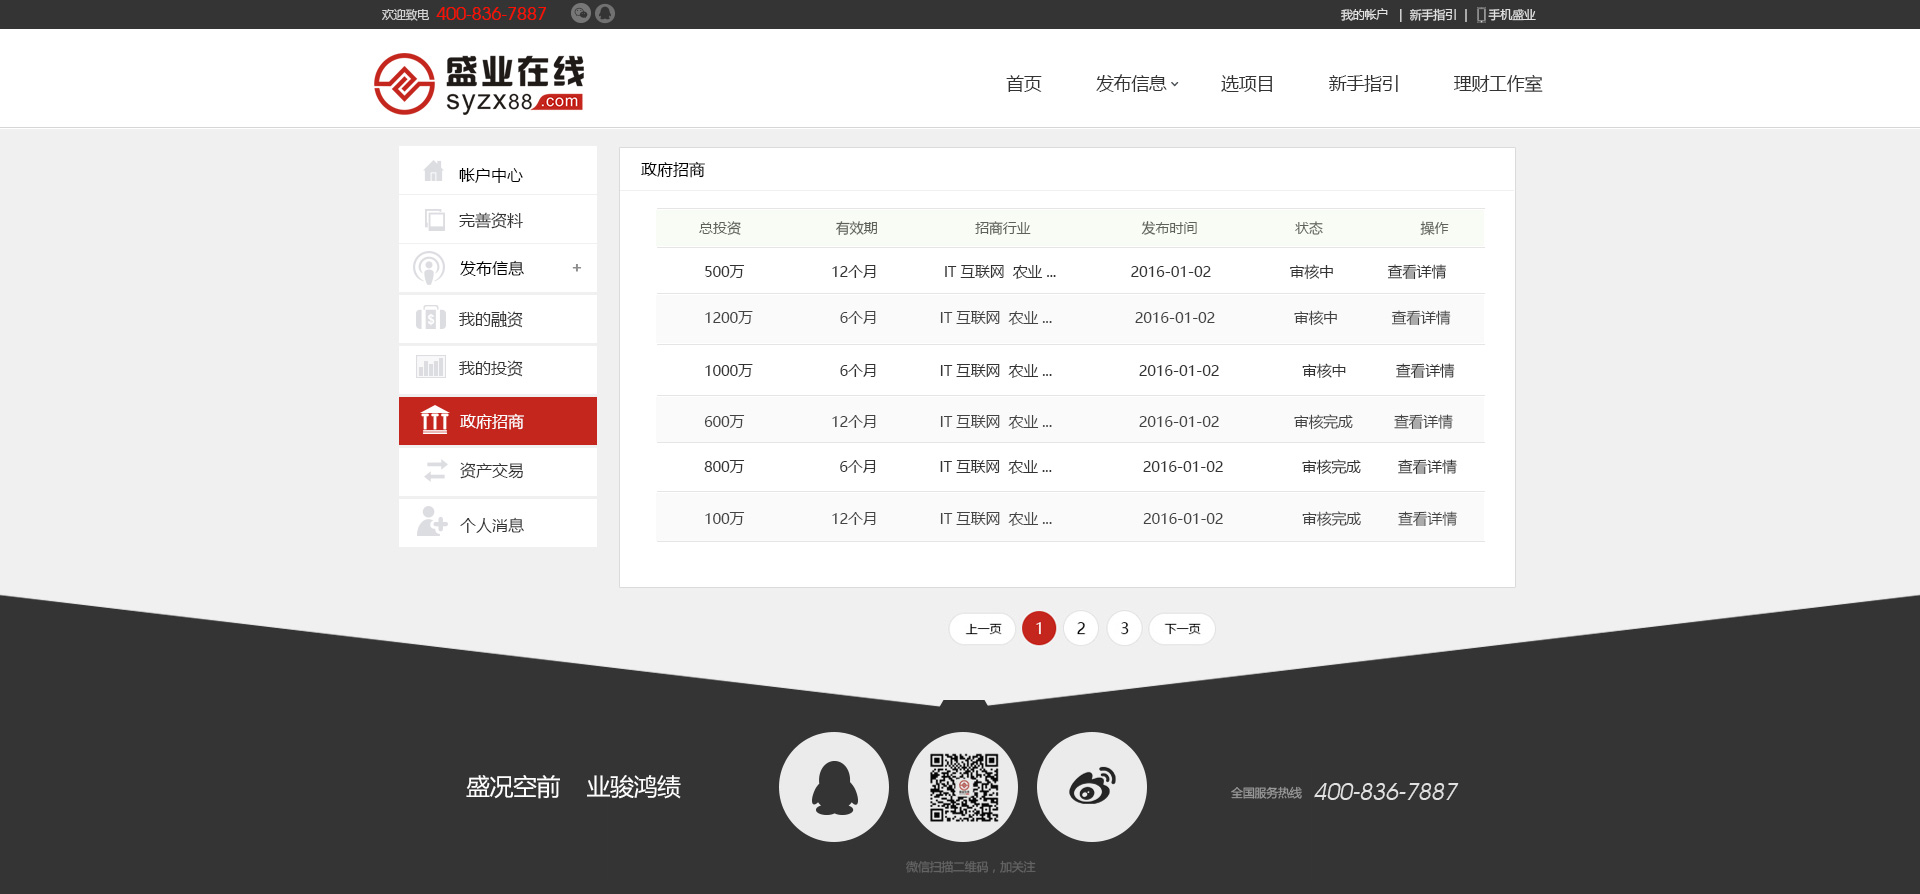 欢迎致电 400-836-7887 我的帐户 | 新手指引 | 手机盛业
盛业在线
syzx88.com
首页 发布信息 选项目 新手指引 理财工作室
帐户中心
完善资料
发布信息 +
我的融资
我的投资
政府招商
资产交易
个人消息
政府招商
总投资 有效期 招商行业 发布时间 状态 操作
500万 12个月 IT 互联网 农业 ... 2016-01-02 审核中 查看详情
1200万 6个月 IT 互联网 农业 ... 2016-01-02 审核中 查看详情
1000万 6个月 IT 互联网 农业 ... 2016-01-02 审核中 查看详情
600万 12个月 IT 互联网 农业 ... 2016-01-02 审核完成 查看详情
800万 6个月 IT 互联网 农业 ... 2016-01-02 审核完成 查看详情
100万 12个月 IT 互联网 农业 ... 2016-01-02 审核完成 查看详情
上一页 1 2 3 下一页
盛况空前 业骏鸿绩
全国服务热线 400-836-7887
微信扫描二维码，加关注